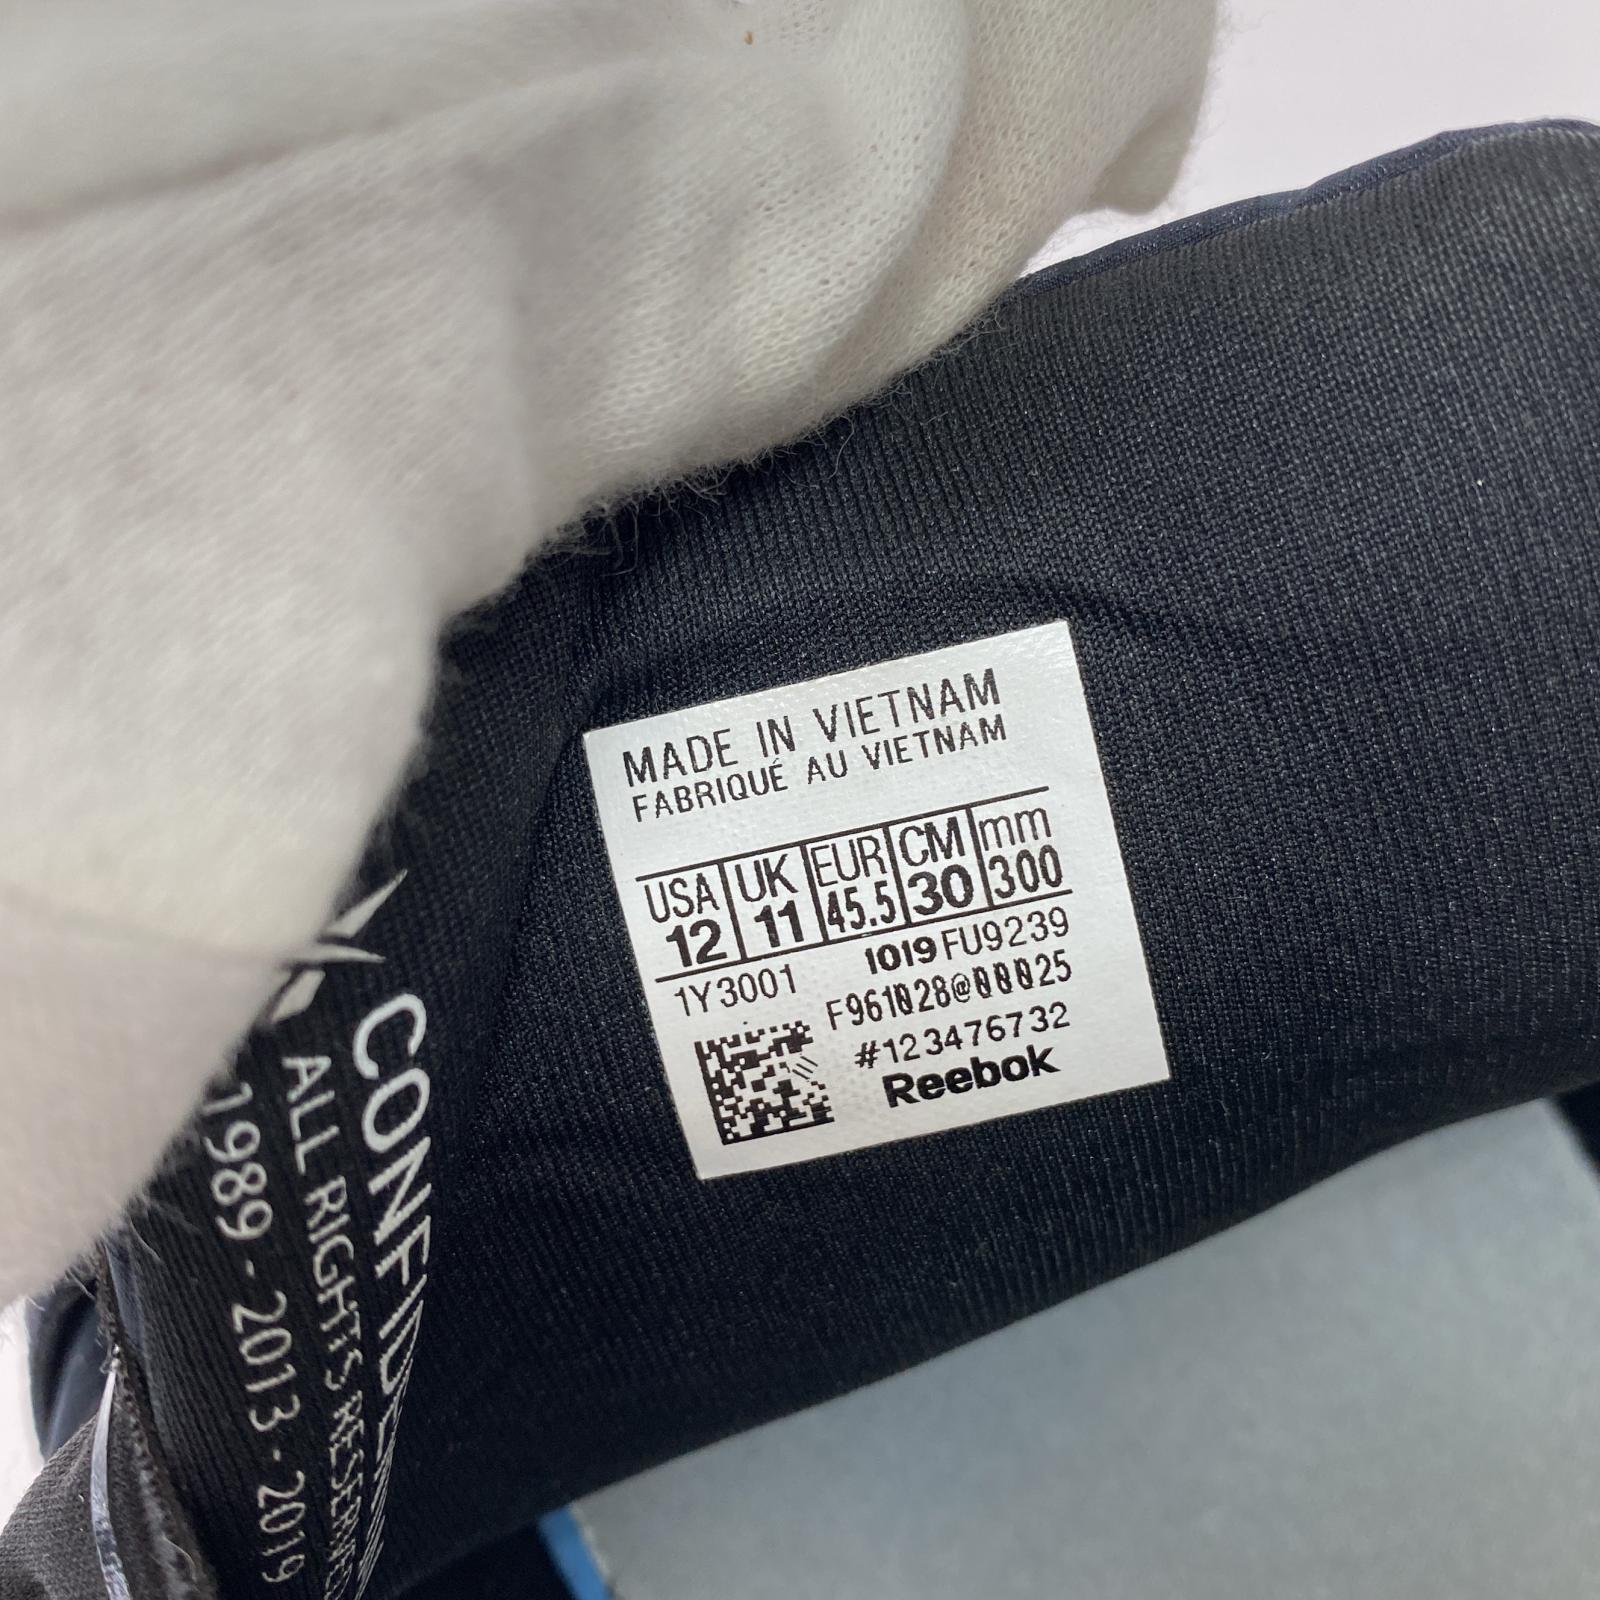 MADE IN VIETNAM
FABRIQUÉ AU VIETNAM
USA UK EUR CM mm
12 11 45.5 30 300
1Y3001 1019 FU9239
F961028@00025
#123476732
Reebok
ALL RIGHTS RESERVED
1989 - 2013 - 2019